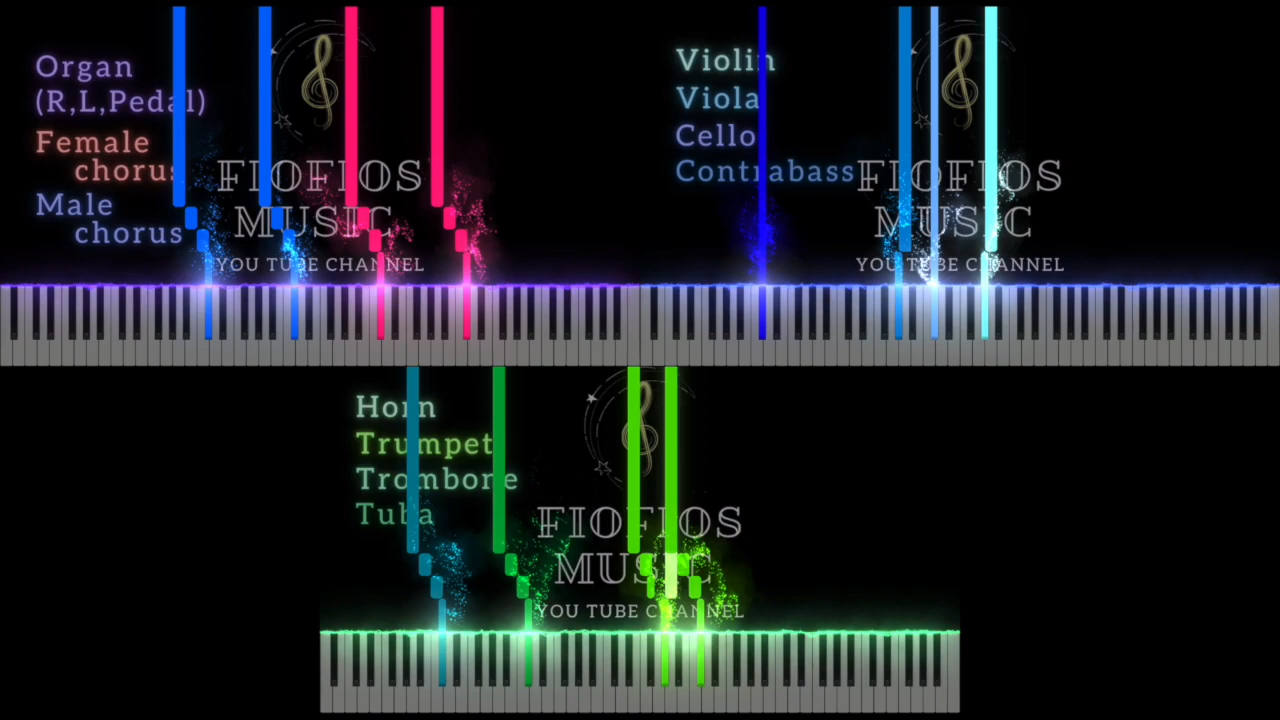 Organ
(R,L,Pedal)
Female
chorus
Male
chorus
FIOFIOS
MUSIC
YOU TUBE CHANNEL
Violin
Viola
Cello
Contrabass
FIOFIOS
MUSIC
YOU TUBE CHANNEL
Horn
Trumpet
Trombone
Tuba
FIOFIOS
MUSIC
YOU TUBE CHANNEL